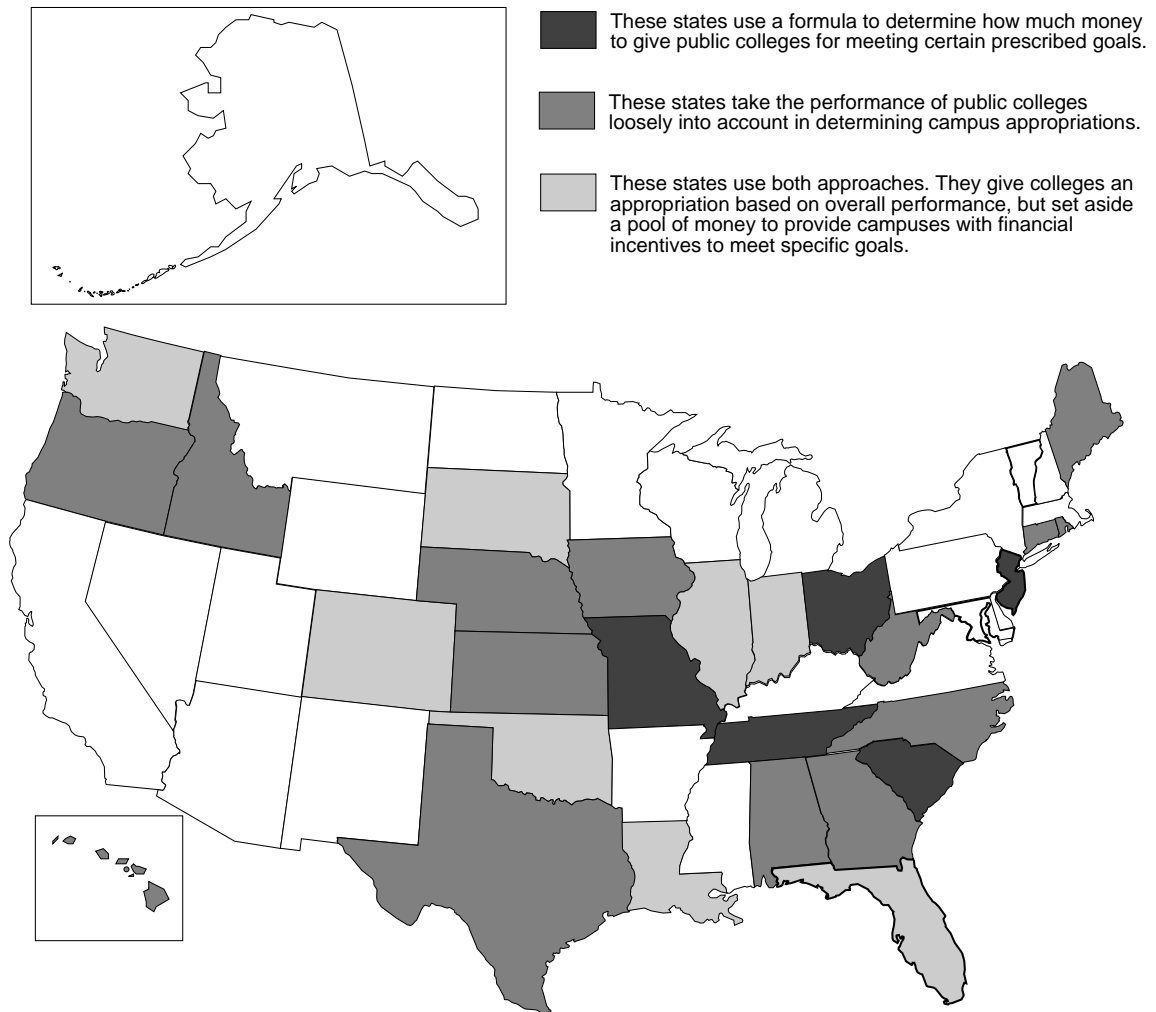 These states use a formula to determine how much money
to give public colleges for meeting certain prescribed goals.
These states take the performance of public colleges
loosely into account in determining campus appropriations.
These states use both approaches. They give colleges an
appropriation based on overall performance, but set aside
a pool of money to provide campuses with financial
incentives to meet specific goals.